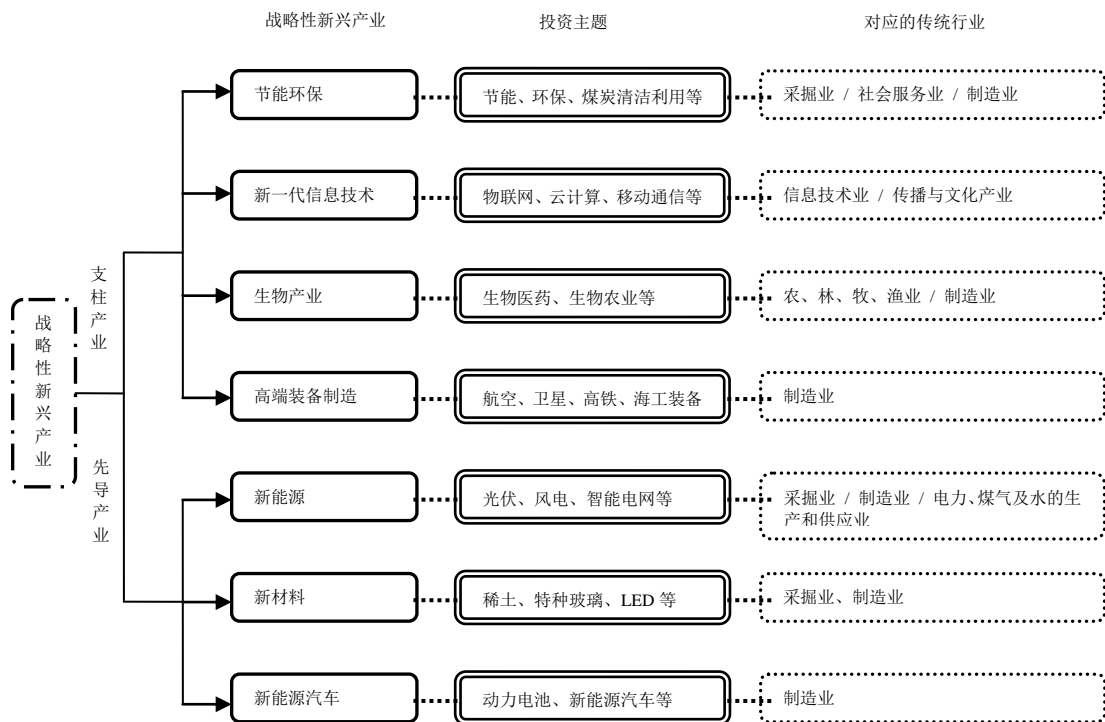 战略性新兴产业
投资主题
对应的传统行业
战略性新兴产业
支柱产业
先导产业
节能环保
节能、环保、煤炭清洁利用等
采掘业 / 社会服务业 / 制造业
新一代信息技术
物联网、云计算、移动通信等
信息技术业 / 传播与文化产业
生物产业
生物医药、生物农业等
农、林、牧、渔业 / 制造业
高端装备制造
航空、卫星、高铁、海工装备
制造业
新能源
光伏、风电、智能电网等
采掘业 / 制造业 / 电力、煤气及水的生
产和供应业
新材料
稀土、特种玻璃、LED 等
采掘业、制造业
新能源汽车
动力电池、新能源汽车等
制造业